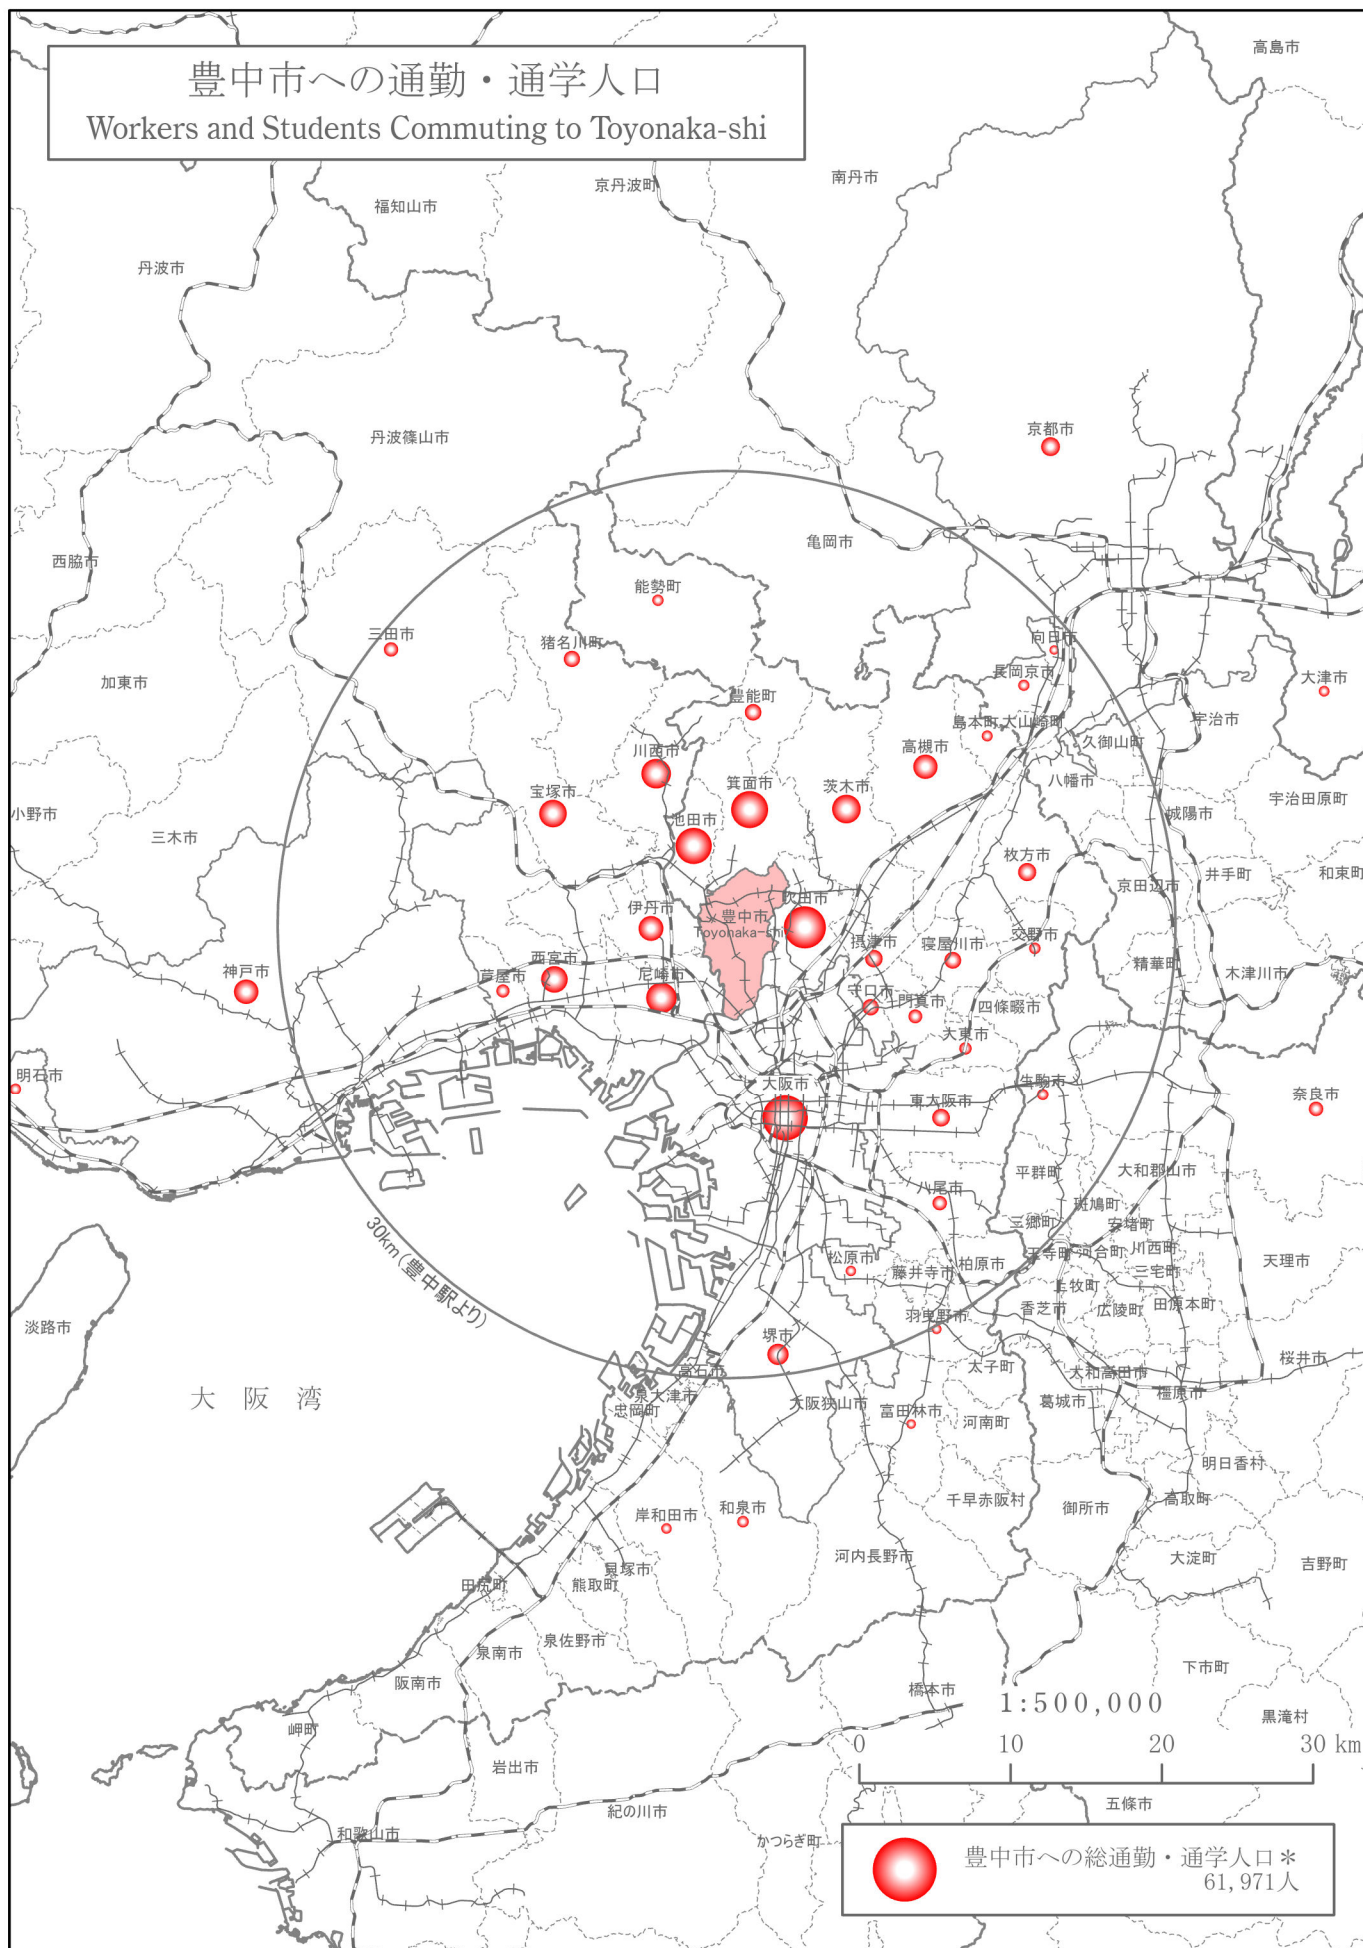 豊中市への通勤・通学人口
Workers and Students Commuting to Toyonaka-shi
高島市
南丹市
京丹波町
福知山市
丹波市
京都市
丹波篠山市
亀岡市
西脇市
能勢町
三田市
猪名川町
向日市
長岡京市
大津市
加東市
豊能町
島本町
大山崎町
宇治市
久御山町
高槻市
川西市
八幡市
箕面市
茨木市
宝塚市
宇治田原町
小野市
城陽市
池田市
三木市
枚方市
井手町
和束町
京田辺市
吹田市
伊丹市
豊中市
Toyonaka-shi
摂津市
寝屋川市
交野市
西宮市
精華町
神戸市
芦屋市
尼崎市
木津川市
守口市
門真市
四條畷市
大東市
明石市
大阪市
生駒市
東大阪市
奈良市
平群町
大和郡山市
八尾市
斑鳩町
三郷町
安堵町
30km(豊中駅より)
松原市
藤井寺市
柏原市
王寺町
河合町
川西町
天理市
三宅町
上牧町
淡路市
羽曳野市
香芝市
広陵町
田原本町
堺市
高石市
太子町
大和高田市
桜井市
大阪湾
泉大津市
忠岡町
大阪狭山市
富田林市
河南町
葛城市
橿原市
明日香村
岸和田市
和泉市
千早赤阪村
御所市
高取町
河内長野市
大淀町
吉野町
貝塚市
田尻町
熊取町
泉佐野市
泉南市
下市町
阪南市
橋本市
1:500,000
岬町
黒滝村
0 10 20 30 km
岩出市
紀の川市
五條市
和歌山市
かつらぎ町
豊中市への総通勤・通学人口＊
61,971人